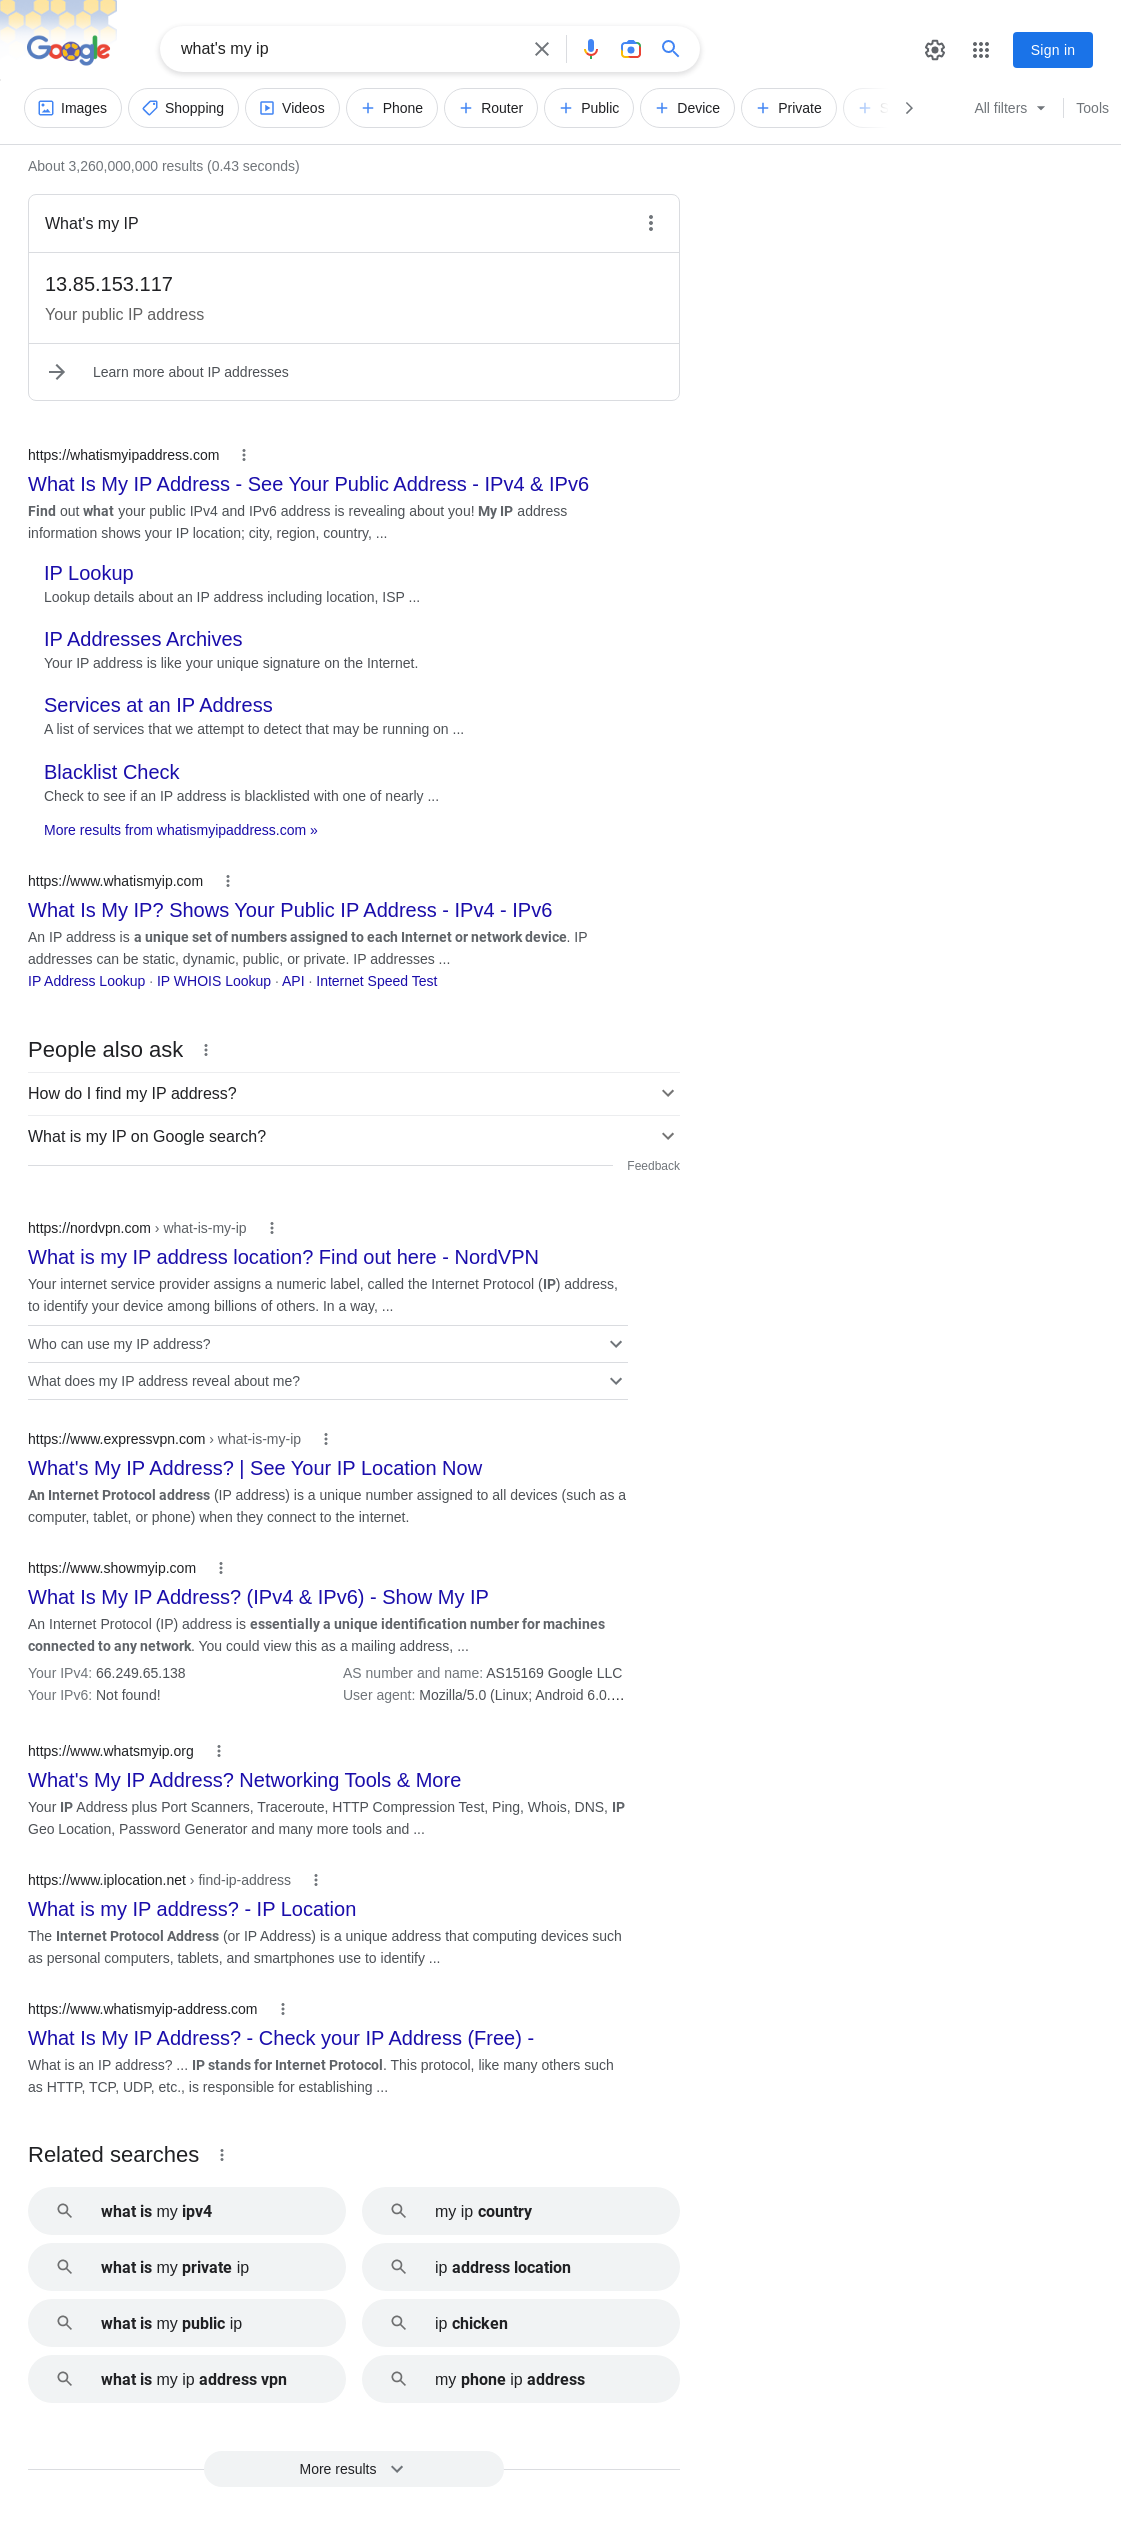 Google
what's my ip
Sign in
Images
Shopping
Videos
Phone
Router
Public
Device
Private
All filters
Tools
About 3,260,000,000 results (0.43 seconds)
What's my IP
13.85.153.117
Your public IP address
Learn more about IP addresses
https://whatismyipaddress.com
What Is My IP Address - See Your Public Address - IPv4 & IPv6
Find out what your public IPv4 and IPv6 address is revealing about you! My IP address
information shows your IP location; city, region, country, ...
IP Lookup
Lookup details about an IP address including location, ISP ...
IP Addresses Archives
Your IP address is like your unique signature on the Internet.
Services at an IP Address
A list of services that we attempt to detect that may be running on ...
Blacklist Check
Check to see if an IP address is blacklisted with one of nearly ...
More results from whatismyipaddress.com »
https://www.whatismyip.com
What Is My IP? Shows Your Public IP Address - IPv4 - IPv6
An IP address is a unique set of numbers assigned to each Internet or network device. IP
addresses can be static, dynamic, public, or private. IP addresses ...
IP Address Lookup · IP WHOIS Lookup · API · Internet Speed Test
People also ask
How do I find my IP address?
What is my IP on Google search?
Feedback
https://nordvpn.com › what-is-my-ip
What is my IP address location? Find out here - NordVPN
Your internet service provider assigns a numeric label, called the Internet Protocol (IP) address,
to identify your device among billions of others. In a way, ...
Who can use my IP address?
What does my IP address reveal about me?
https://www.expressvpn.com › what-is-my-ip
What's My IP Address? | See Your IP Location Now
An Internet Protocol address (IP address) is a unique number assigned to all devices (such as a
computer, tablet, or phone) when they connect to the internet.
https://www.showmyip.com
What Is My IP Address? (IPv4 & IPv6) - Show My IP
An Internet Protocol (IP) address is essentially a unique identification number for machines
connected to any network. You could view this as a mailing address, ...
Your IPv4: 66.249.65.138
AS number and name: AS15169 Google LLC
Your IPv6: Not found!
User agent: Mozilla/5.0 (Linux; Android 6.0....
https://www.whatsmyip.org
What's My IP Address? Networking Tools & More
Your IP Address plus Port Scanners, Traceroute, HTTP Compression Test, Ping, Whois, DNS, IP
Geo Location, Password Generator and many more tools and ...
https://www.iplocation.net › find-ip-address
What is my IP address? - IP Location
The Internet Protocol Address (or IP Address) is a unique address that computing devices such
as personal computers, tablets, and smartphones use to identify ...
https://www.whatismyip-address.com
What Is My IP Address? - Check your IP Address (Free) -
What is an IP address? ... IP stands for Internet Protocol. This protocol, like many others such
as HTTP, TCP, UDP, etc., is responsible for establishing ...
Related searches
what is my ipv4
my ip country
what is my private ip
ip address location
what is my public ip
ip chicken
what is my ip address vpn
my phone ip address
More results